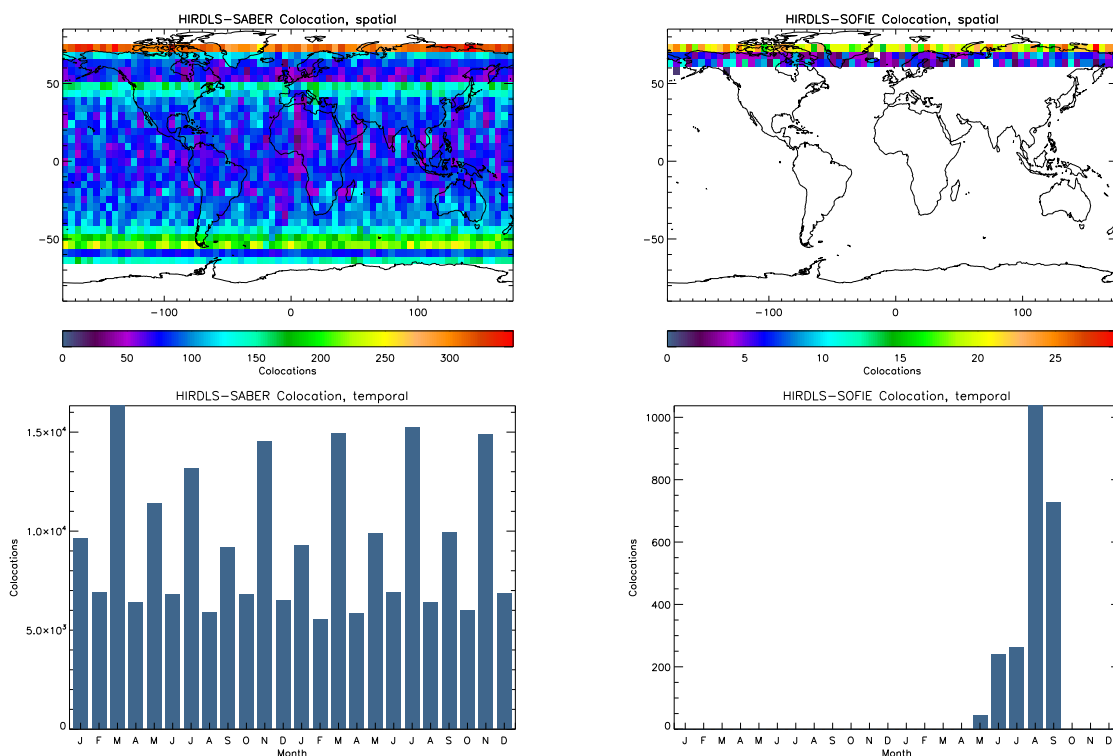 HIRDLS−SABER Colocation, spatial
50
0
−50
−100
0
100
0
50
100
150
200
250
300
Colocations
HIRDLS−SOFIE Colocation, spatial
50
0
−50
−100
0
100
0
5
10
15
20
25
Colocations
HIRDLS−SABER Colocation, temporal
1.5×10⁴
1.0×10⁴
5.0×10³
0
Colocations
J F M A M J J A S O N D J F M A M J J A S O N D
Month
HIRDLS−SOFIE Colocation, temporal
1000
800
600
400
200
0
Colocations
J F M A M J J A S O N D J F M A M J J A S O N D
Month